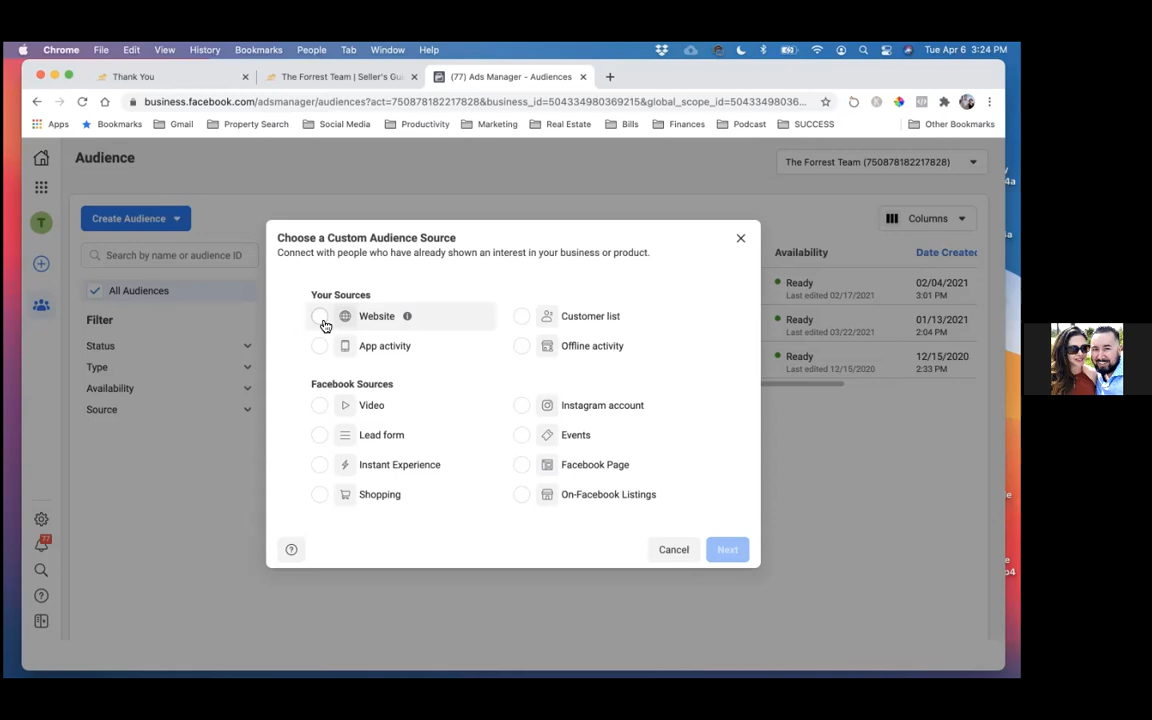 Chrome File Edit View History Bookmarks People Tab Window Help Tue Apr 6 3:24 PM
Thank You The Forrest Team | Seller's Gui (77) Ads Manager - Audiences
business.facebook.com/adsmanager/audiences?act=750878182217828&business_id=504334980369215&global_scope_id=50433498036...
Apps Bookmarks Gmail Property Search Social Media Productivity Marketing Real Estate Bills Finances Podcast SUCCESS Other Bookmarks
Audience
The Forrest Team (750878182217828)
T
Create Audience
Columns
Search by name or audience ID
All Audiences
Filter
Status
Type
Availability
Source
77
Choose a Custom Audience Source
Connect with people who have already shown an interest in your business or product.
Your Sources
Website Customer list
App activity Offline activity
Facebook Sources
Video Instagram account
Lead form Events
Instant Experience Facebook Page
Shopping On-Facebook Listings
Cancel Next
Availability Date Created
Ready 02/04/2021
Last edited 02/17/2021 3:01 PM
Ready 01/13/2021
Last edited 03/22/2021 2:04 PM
Ready 12/15/2020
Last edited 12/15/2020 2:33 PM